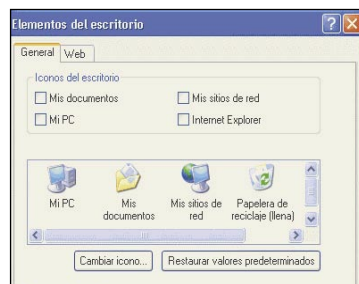 Elementos del escritorio
General Web
Iconos del escritorio
Mis documentos Mis sitios de red
Mi PC Internet Explorer
Mi PC Mis documentos Mis sitios de red Papelera de reciclaje (llena)
Cambiar icono... Restaurar valores predeterminados